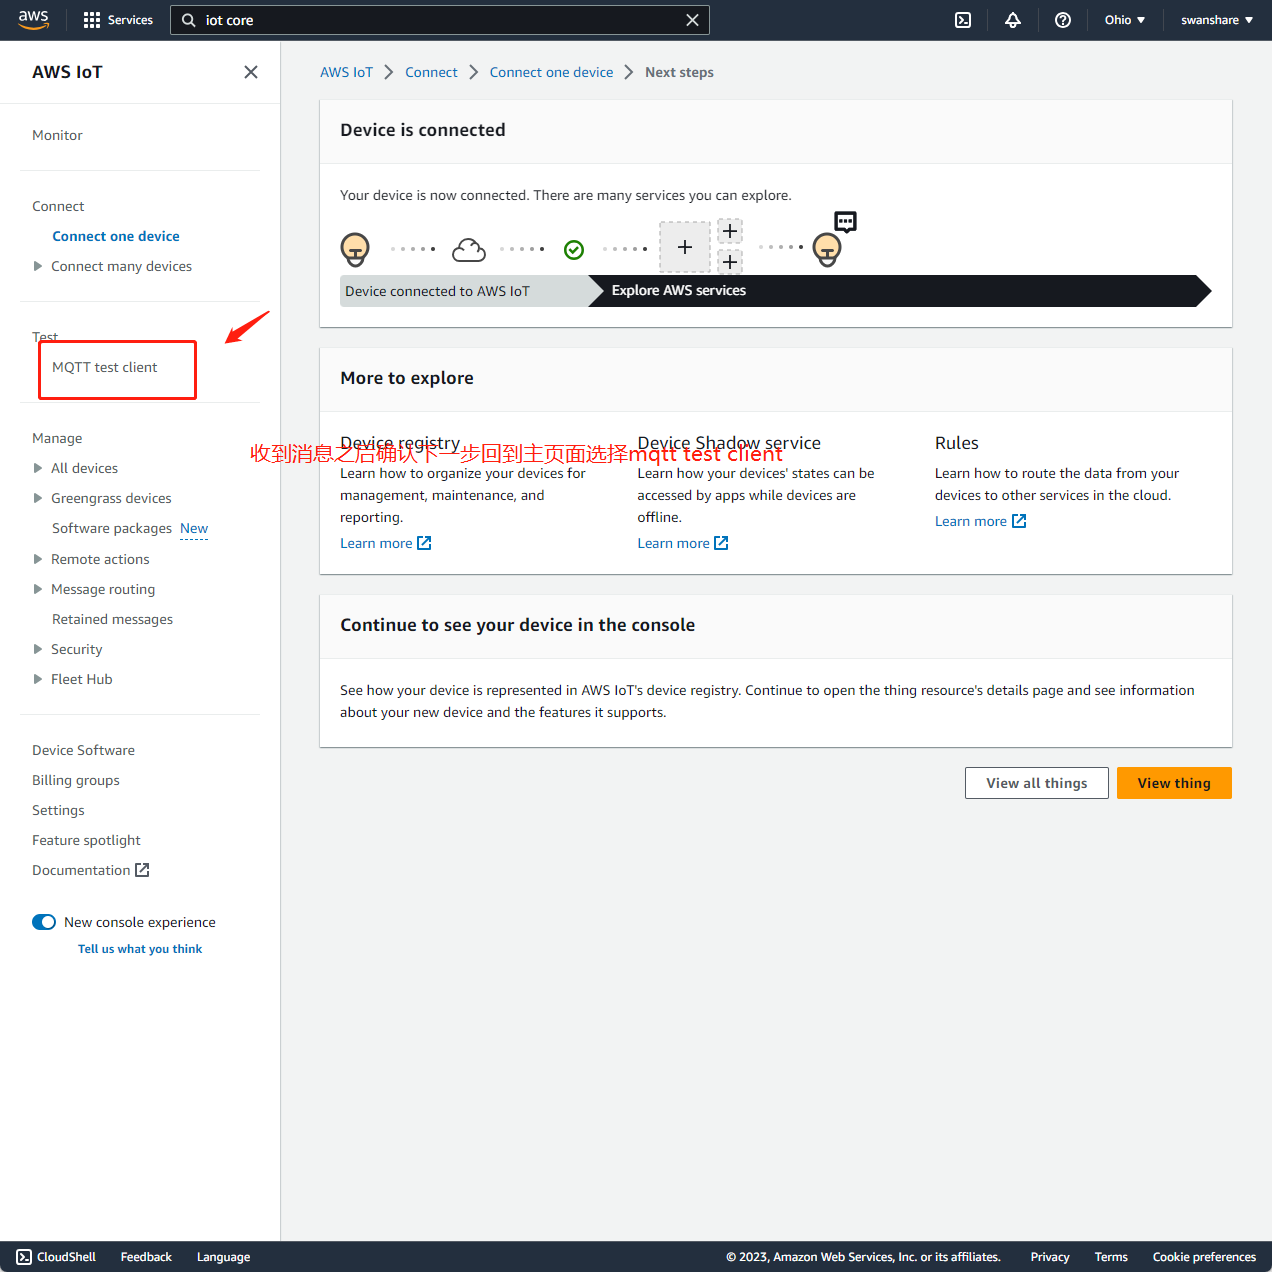 aws
Services
iot core
Ohio
swanshare
AWS IoT
Monitor
Connect
Connect one device
Connect many devices
Test
MQTT test client
Manage
All devices
Greengrass devices
Software packages New
Remote actions
Message routing
Retained messages
Security
Fleet Hub
Device Software
Billing groups
Settings
Feature spotlight
Documentation
New console experience
Tell us what you think
AWS IoT
Connect
Connect one device
Next steps
Device is connected
Your device is now connected. There are many services you can explore.
Device connected to AWS IoT
Explore AWS services
More to explore
收到消息之后确认下一步回到主页面选择mqtt test client
Device registry
Learn how to organize your devices for
management, maintenance, and
reporting.
Learn more
Device Shadow service
Learn how your devices' states can be
accessed by apps while devices are
offline.
Learn more
Rules
Learn how to route the data from your
devices to other services in the cloud.
Learn more
Continue to see your device in the console
See how your device is represented in AWS IoT's device registry. Continue to open the thing resource's details page and see information
about your new device and the features it supports.
View all things
View thing
CloudShell
Feedback
Language
© 2023, Amazon Web Services, Inc. or its affiliates.
Privacy
Terms
Cookie preferences